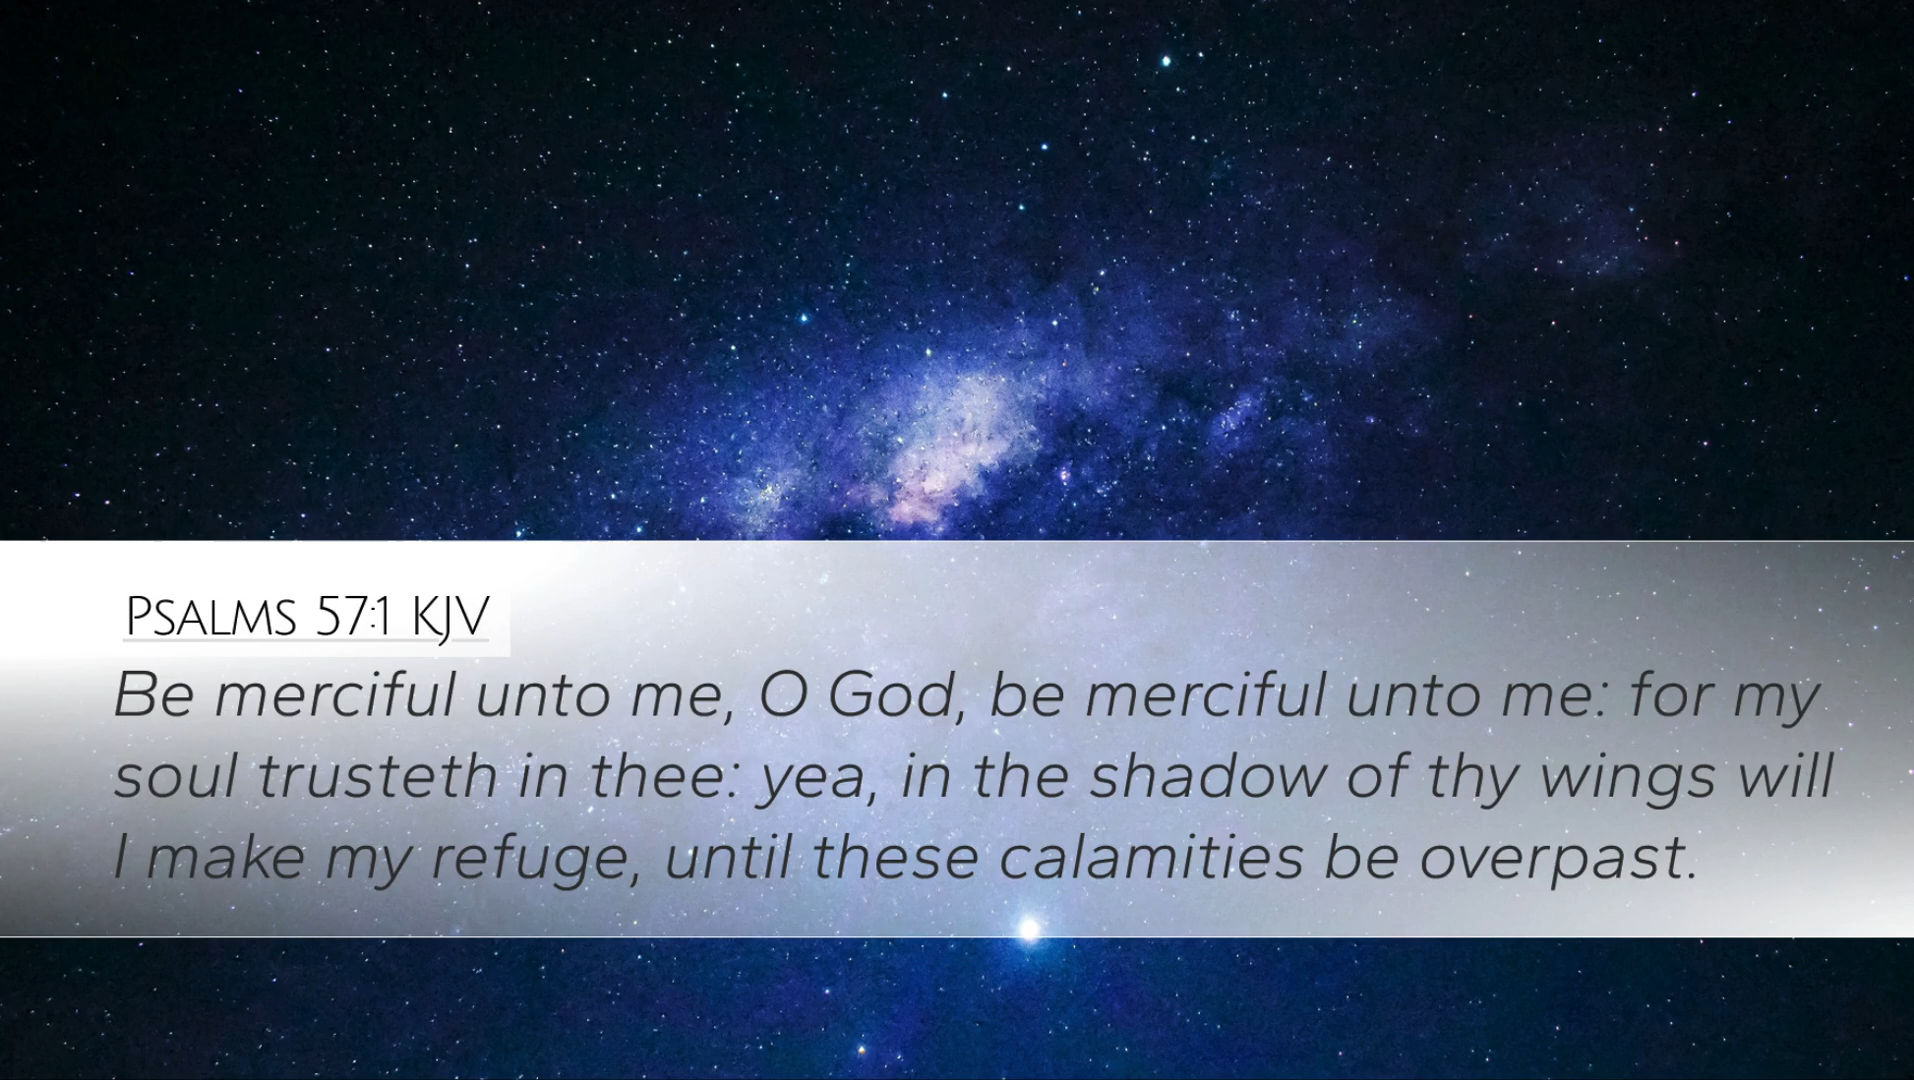 Psalms 57:1 KJV
Be merciful unto me, O God, be merciful unto me: for my
soul trusteth in thee: yea, in the shadow of thy wings will
I make my refuge, until these calamities be overpast.